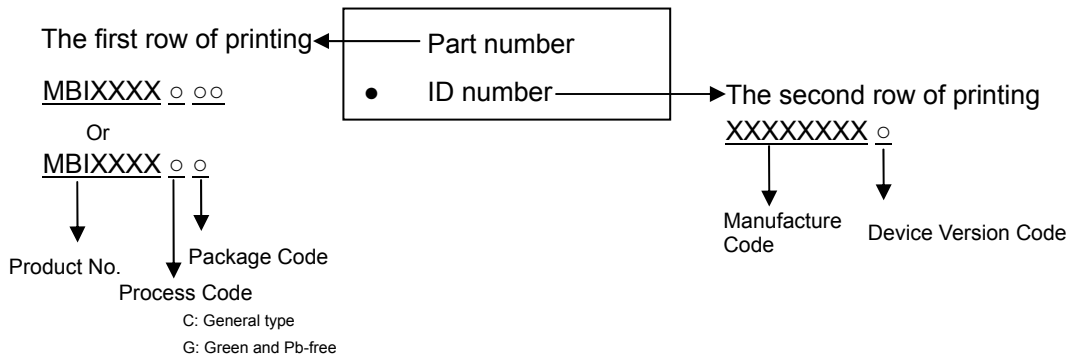 The first row of printing
Part number
MBIXXXX ○ ○○
● ID number
The second row of printing
XXXXXXXX ○
Or
MBIXXXX ○ ○
Manufacture
Code
Device Version Code
Package Code
Product No.
Process Code
C: General type
G: Green and Pb-free